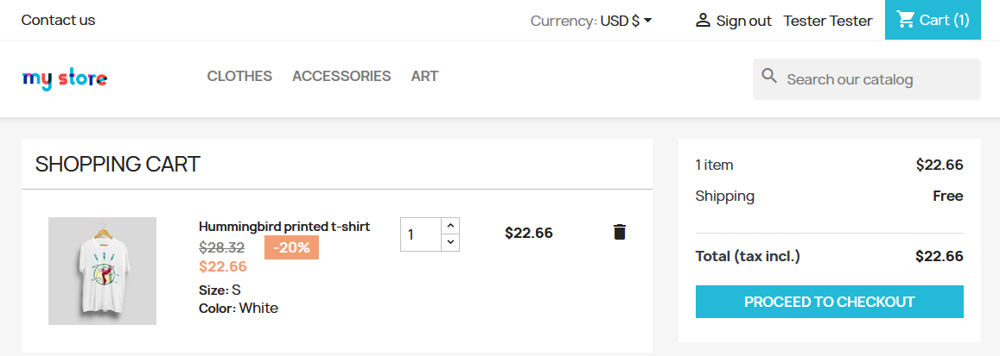 Contact us
Currency: USD $
Sign out
Tester Tester
Cart (1)
my store
CLOTHES
ACCESSORIES
ART
Search our catalog
SHOPPING CART
Hummingbird printed t-shirt
$28.32 -20%
$22.66
Size: S
Color: White
1
$22.66
1 item $22.66
Shipping Free
Total (tax incl.) $22.66
PROCEED TO CHECKOUT